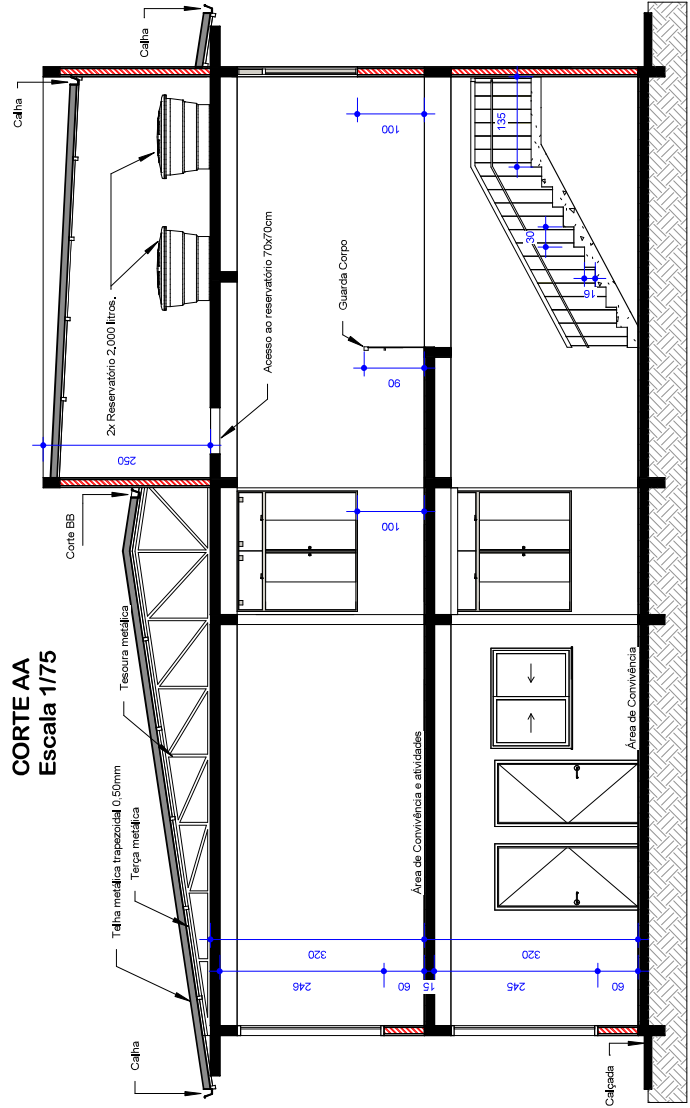 CORTE AA
Escala 1/75
Calha
Telha metálica trapezoidal 0,50mm
Terça metálica
Tesoura metálica
Corte BB
250
2x Reservatório 2,000 litros.
Calha
Calha
Acesso ao reservatório 70x70cm
Guarda Corpo
320
246
60
100
90
100
Área de Convivência e atividades
15
320
245
60
30
16
135
Área de Convivência
Calçada